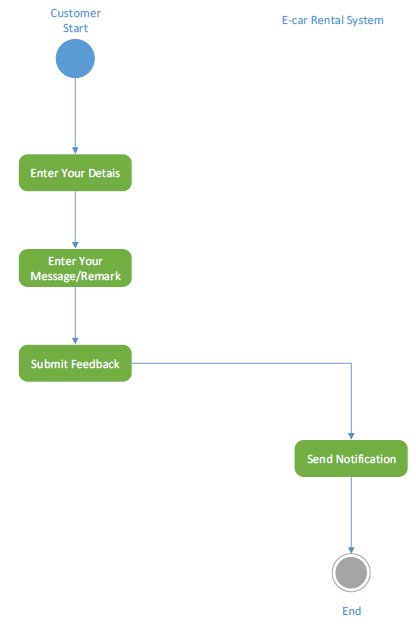 Customer
Start
E-car Rental System
Enter Your Detais
Enter Your
Message/Remark
Submit Feedback
Send Notification
End